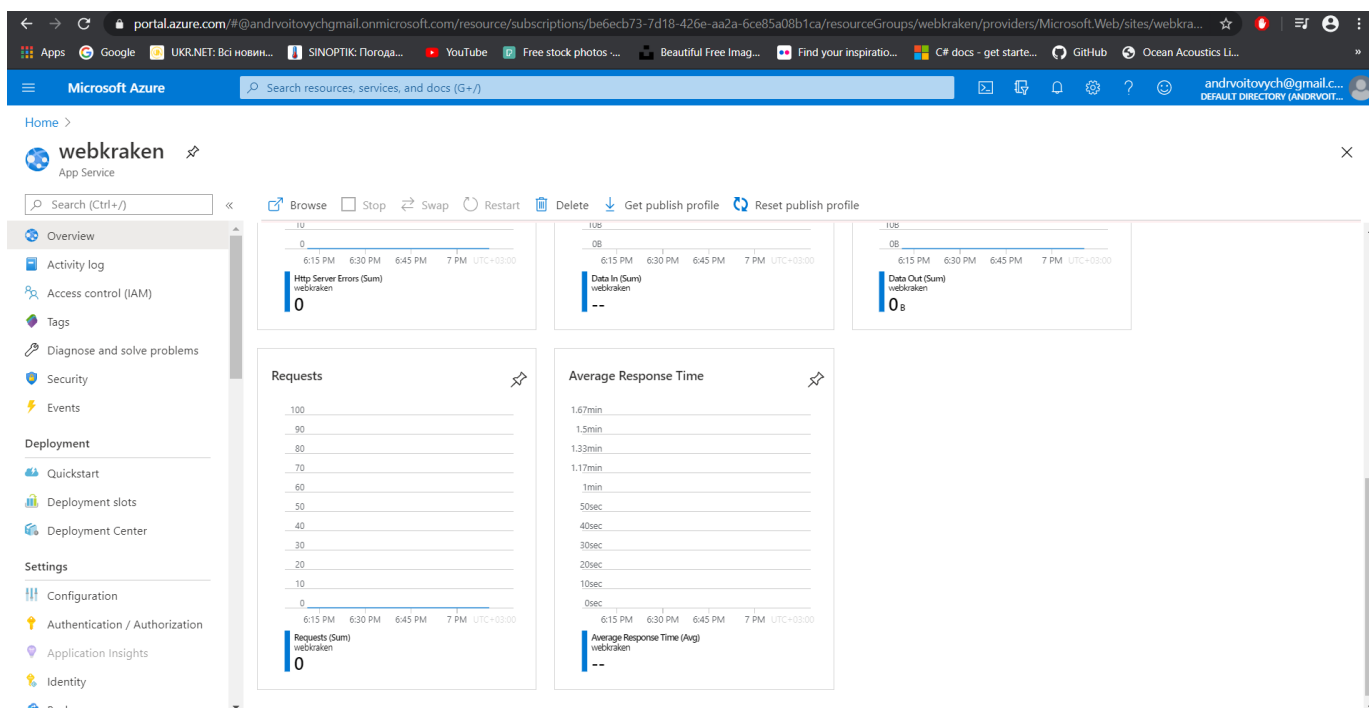 portal.azure.com/#@andrvoitovychgmail.onmicrosoft.com/resource/subscriptions/be6ecb73-7d18-426e-aa2a-6ce85a08b1ca/resourceGroups/webkraken/providers/Microsoft.Web/sites/webkra...
Apps Google UKR.NET: Всі новин... SINOPTIK: Погода... YouTube Free stock photos ·... Beautiful Free Imag... Find your inspiratio... C# docs - get starte... GitHub Ocean Acoustics Li... »
Microsoft Azure Search resources, services, and docs (G+/) andrvoitovych@gmail.c...
DEFAULT DIRECTORY (ANDRVOIT...
Home >
webkraken
App Service
Search (Ctrl+/) «
Browse Stop Swap Restart Delete Get publish profile Reset publish profile
Overview
Activity log
Access control (IAM)
Tags
Diagnose and solve problems
Security
Events
Deployment
Quickstart
Deployment slots
Deployment Center
Settings
Configuration
Authentication / Authorization
Application Insights
Identity
10
0
6:15 PM 6:30 PM 6:45 PM 7 PM UTC+03:00
Http Server Errors (Sum)
webkraken
0
10B
0B
6:15 PM 6:30 PM 6:45 PM 7 PM UTC+03:00
Data In (Sum)
webkraken
--
10B
0B
6:15 PM 6:30 PM 6:45 PM 7 PM UTC+03:00
Data Out (Sum)
webkraken
0 B
Requests
100
90
80
70
60
50
40
30
20
10
0
6:15 PM 6:30 PM 6:45 PM 7 PM UTC+03:00
Requests (Sum)
webkraken
0
Average Response Time
1.67min
1.5min
1.33min
1.17min
1min
50sec
40sec
30sec
20sec
10sec
0sec
6:15 PM 6:30 PM 6:45 PM 7 PM UTC+03:00
Average Response Time (Avg)
webkraken
--